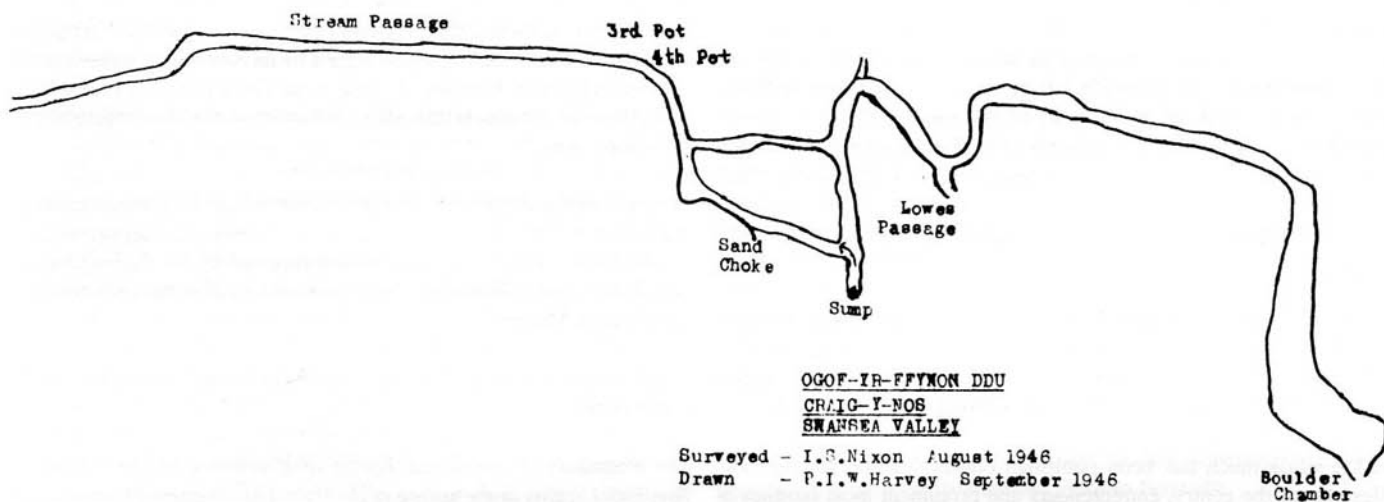 Stream Passage
3rd Pot
4th Pot
Lowes
Passage
Sand
Choke
Sump
Boulder
Chamber
OGOF-YR-FFYNON DDU
CRAIG-Y-NOS
SWANSEA VALLEY
Surveyed - I.S.Nixon August 1946
Drawn - P.I.W.Harvey September 1946